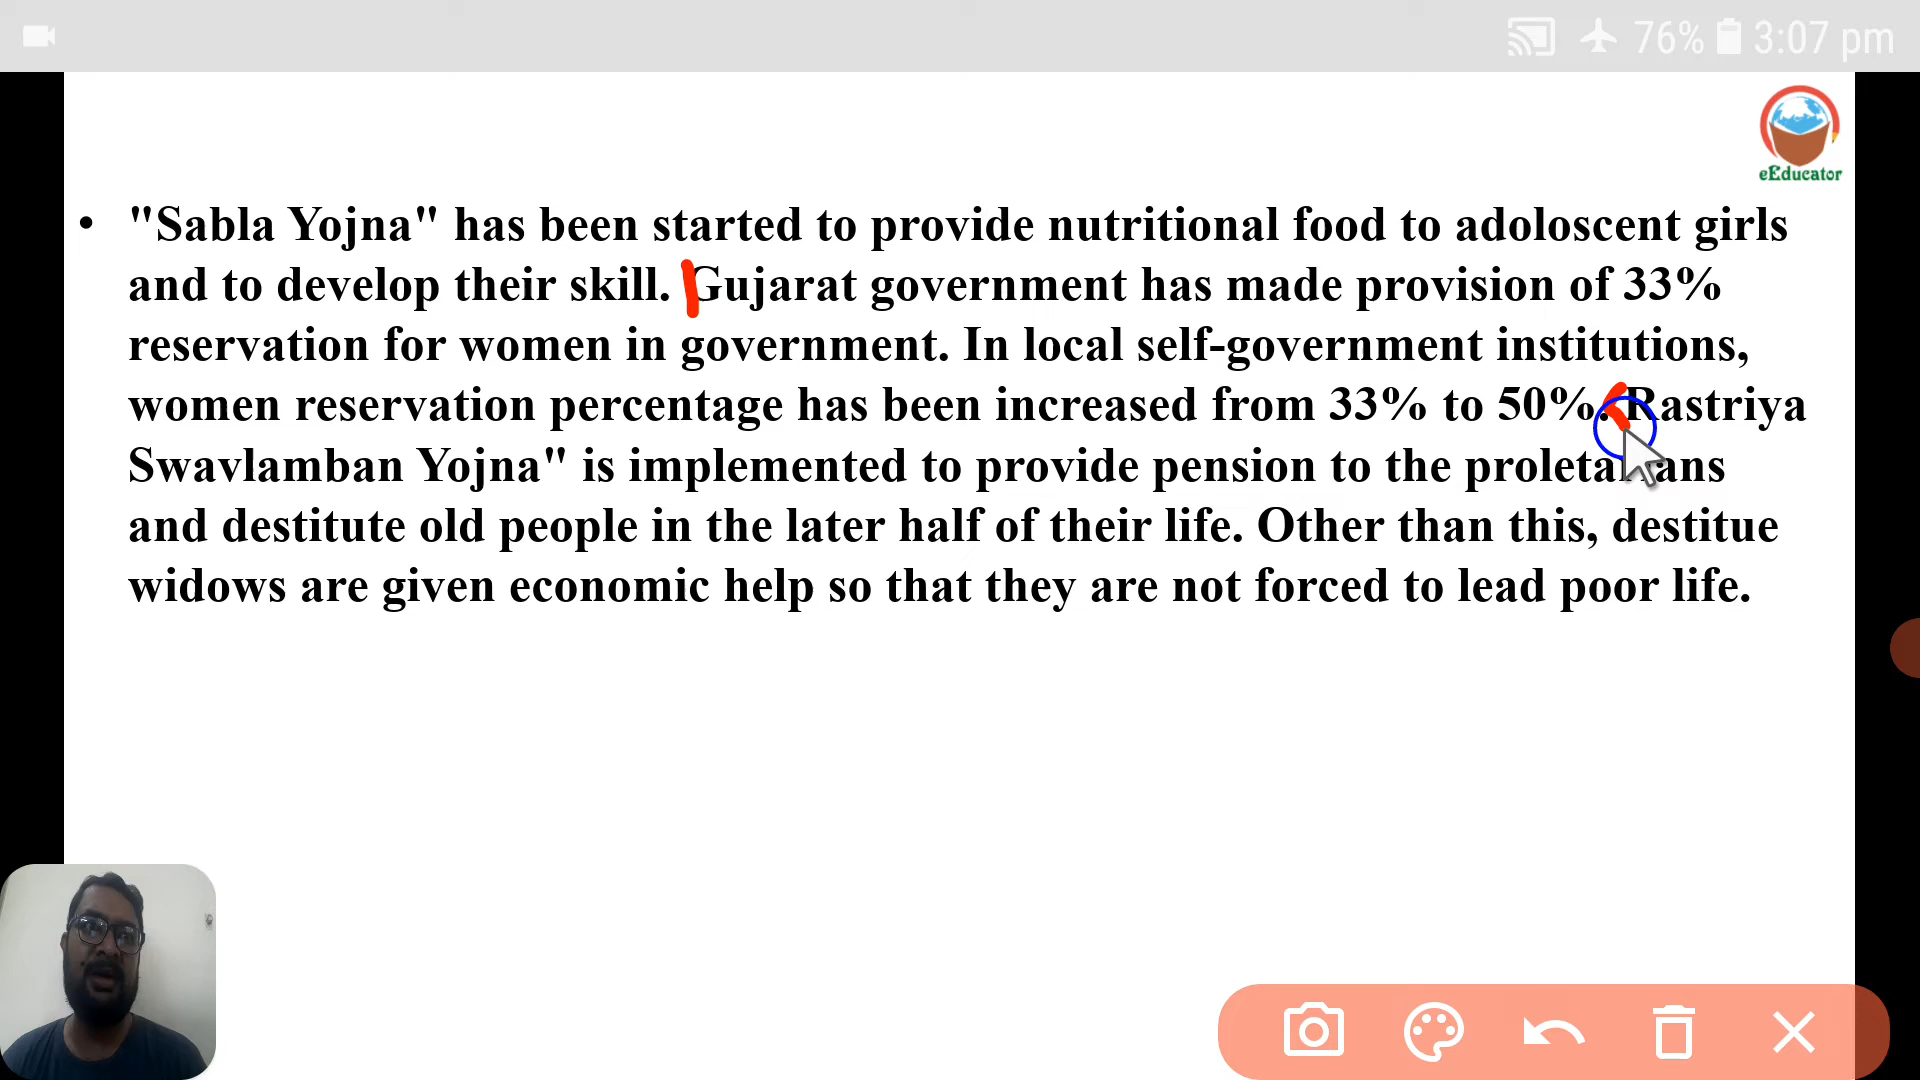 76% 3:07 pm
eEducator
• "Sabla Yojna" has been started to provide nutritional food to adoloscent girls
and to develop their skill. Gujarat government has made provision of 33%
reservation for women in government. In local self-government institutions,
women reservation percentage has been increased from 33% to 50%. Rastriya
Swavlamban Yojna" is implemented to provide pension to the proletarians
and destitute old people in the later half of their life. Other than this, destitue
widows are given economic help so that they are not forced to lead poor life.